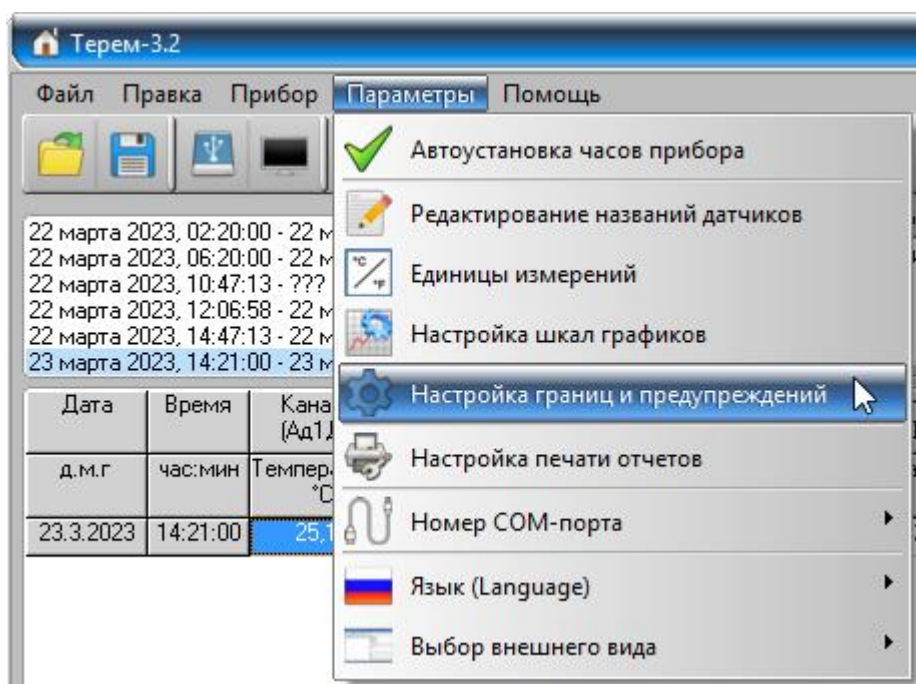 Терем-3.2
Файл Правка Прибор Параметры Помощь
Автоустановка часов прибора
Редактирование названий датчиков
Единицы измерений
Настройка шкал графиков
Настройка границ и предупреждений
Настройка печати отчетов
Номер COM-порта
Язык (Language)
Выбор внешнего вида
22 марта 2023, 02:20:00 - 22
22 марта 2023, 06:20:00 - 22
22 марта 2023, 10:47:13 - ???
22 марта 2023, 12:06:58 - 22
22 марта 2023, 14:47:13 - 22
23 марта 2023, 14:21:00 - 23
Дата Время
д.м.г час:мин
°C
°F
23.3.2023 14:21:00